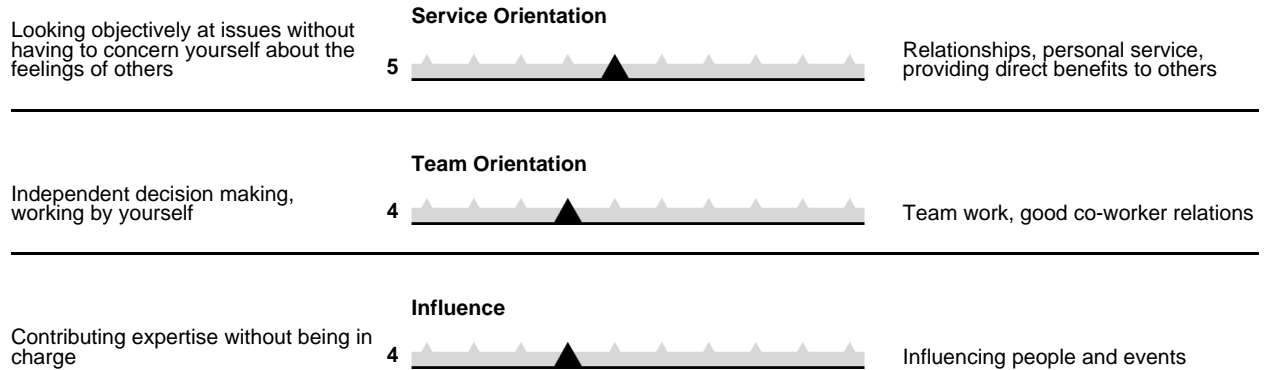 Service Orientation
Looking objectively at issues without
having to concern yourself about the
feelings of others
5
Relationships, personal service,
providing direct benefits to others
Team Orientation
Independent decision making,
working by yourself
4
Team work, good co-worker relations
Influence
Contributing expertise without being in
charge
4
Influencing people and events